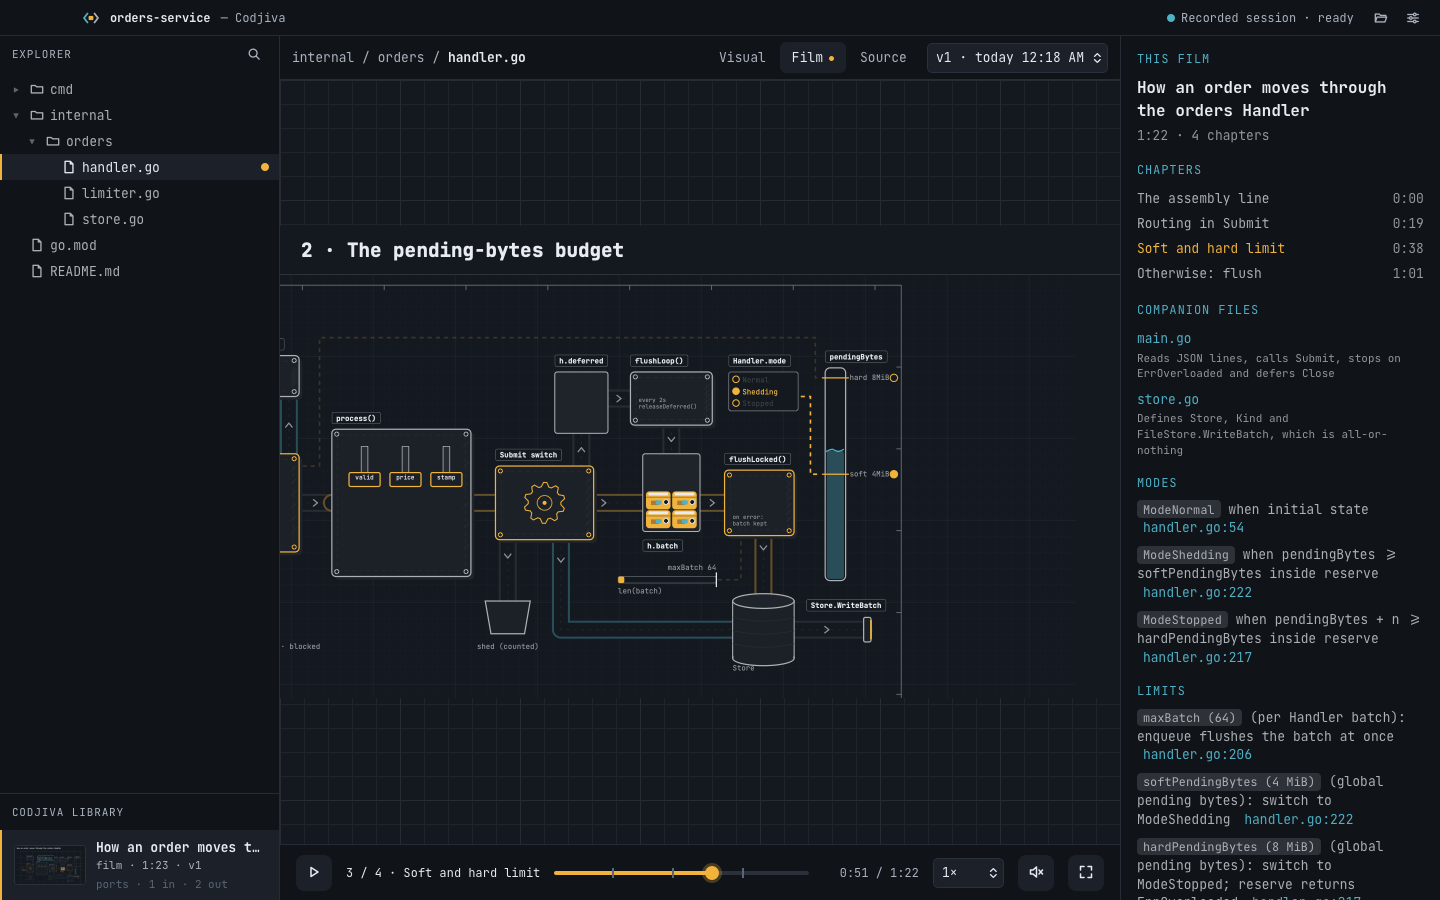 orders-service — Codjiva
Recorded session · ready
EXPLORER
cmd
internal
orders
handler.go
limiter.go
store.go
go.mod
README.md
CODJIVA LIBRARY
How an order moves t…
film · 1:23 · v1
ports · 1 in · 2 out
internal / orders / handler.go
Visual
Film
Source
v1 · today 12:18 AM
2 · The pending-bytes budget
h.deferred
flushLoop()
every 2s
releaseDeferred()
Handler.mode
Normal
Shedding
Stopped
pendingBytes
hard 8MiB
soft 4MiB
process()
valid
price
stamp
Submit switch
flushLocked()
on error:
batch kept
h.batch
maxBatch 64
len(batch)
Store.WriteBatch
shed (counted)
· blocked
Store
3 / 4 · Soft and hard limit
0:51 / 1:22
1×
THIS FILM
How an order moves through
the orders Handler
1:22 · 4 chapters
CHAPTERS
The assembly line 0:00
Routing in Submit 0:19
Soft and hard limit 0:38
Otherwise: flush 1:01
COMPANION FILES
main.go
Reads JSON lines, calls Submit, stops on
ErrOverloaded and defers Close
store.go
Defines Store, Kind and
FileStore.WriteBatch, which is all-or-
nothing
MODES
ModeNormal when initial state
handler.go:54
ModeShedding when pendingBytes ⩾
softPendingBytes inside reserve
handler.go:222
ModeStopped when pendingBytes + n ⩾
hardPendingBytes inside reserve
handler.go:217
LIMITS
maxBatch (64) (per Handler batch):
enqueue flushes the batch at once
handler.go:206
softPendingBytes (4 MiB) (global
pending bytes): switch to
ModeShedding handler.go:222
hardPendingBytes (8 MiB) (global
pending bytes): switch to
ModeStopped; reserve returns
ErrOverloaded handler.go:217